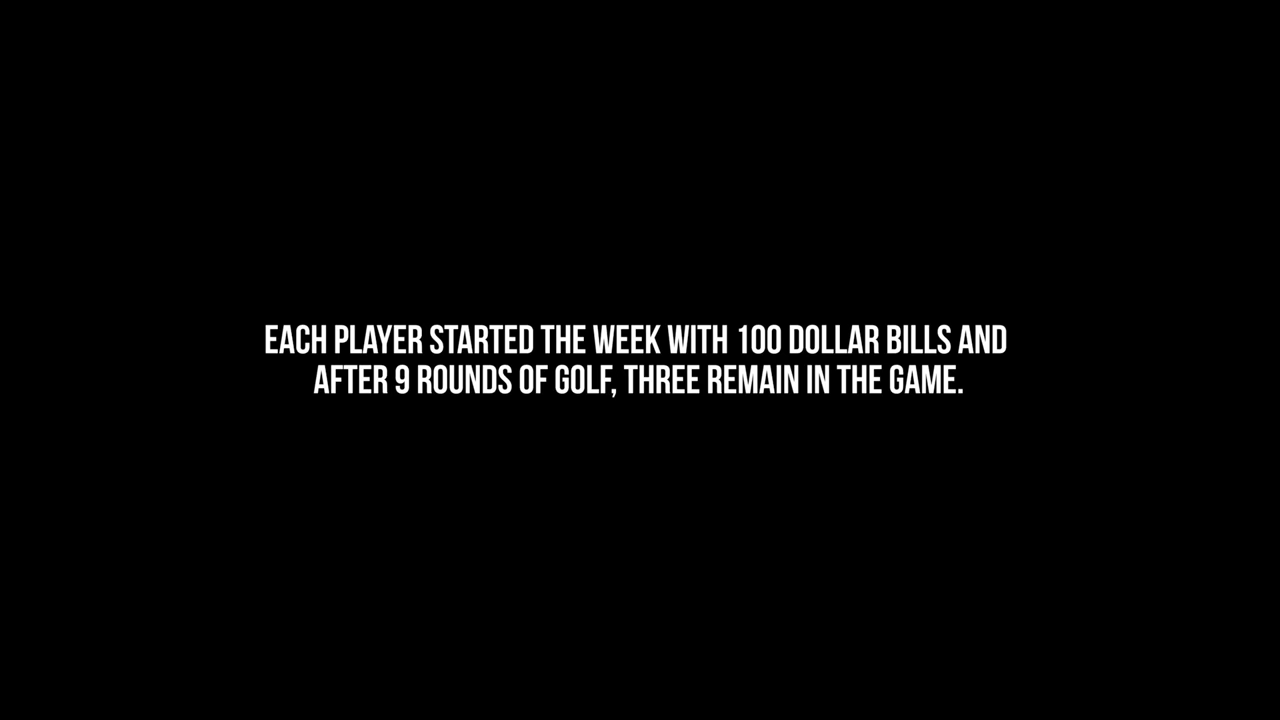 EACH PLAYER STARTED THE WEEK WITH 100 DOLLAR BILLS AND
AFTER 9 ROUNDS OF GOLF, THREE REMAIN IN THE GAME.